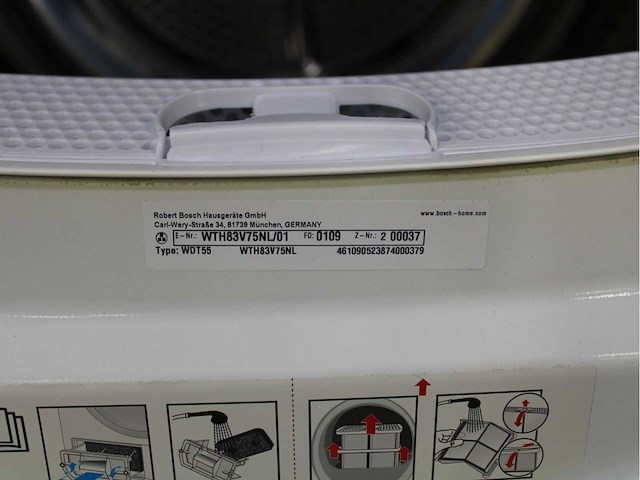 Robert Bosch Hausgeräte GmbH
www.bosch-home.com
Carl-Wery-Straße 34, 81739 München, GERMANY
E-Nr.: WTH83V75NL/01 FD: 0109 Z-Nr.: 2 00037
Type: WDT55 WTH83V75NL 461090523874000379